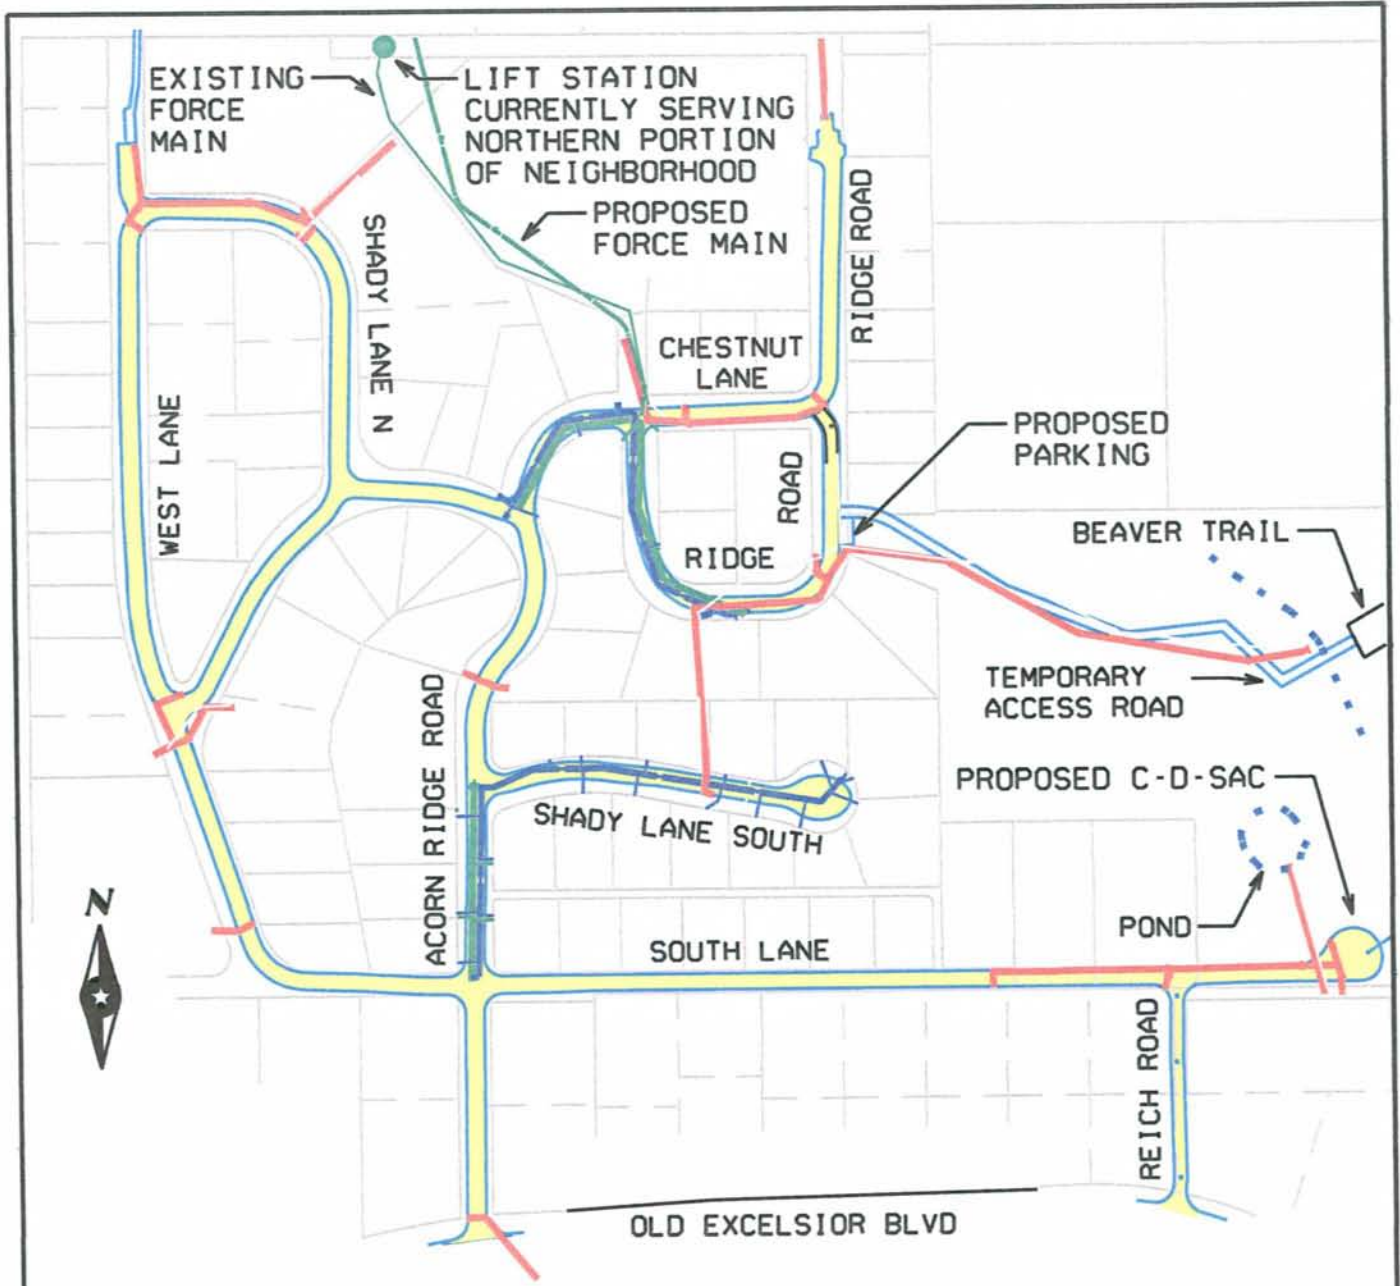 EXISTING
FORCE
MAIN
LIFT STATION
CURRENTLY SERVING
NORTHERN PORTION
OF NEIGHBORHOOD
PROPOSED
FORCE MAIN
SHADY LANE N
RIDGE ROAD
CHESTNUT
LANE
WEST LANE
PROPOSED
PARKING
ROAD
RIDGE
BEAVER TRAIL
TEMPORARY
ACCESS ROAD
ACORN RIDGE ROAD
PROPOSED C-D-SAC
SHADY LANE SOUTH
N
POND
SOUTH LANE
REICH ROAD
OLD EXCELSIOR BLVD